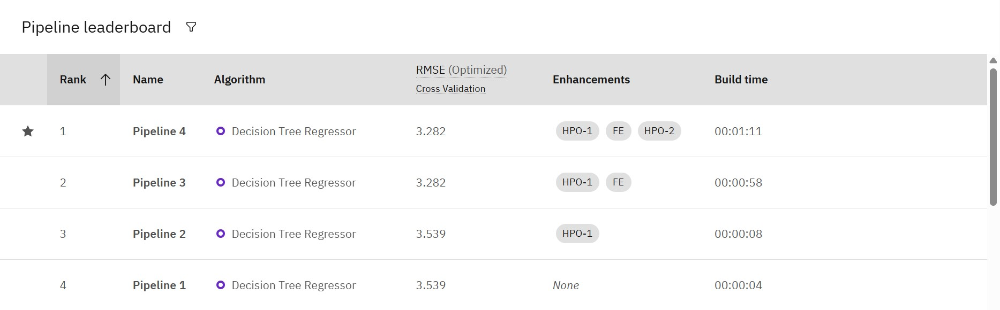 Pipeline leaderboard
Rank Name Algorithm RMSE (Optimized) Cross Validation Enhancements Build time
1 Pipeline 4 Decision Tree Regressor 3.282 HPO-1 FE HPO-2 00:01:11
2 Pipeline 3 Decision Tree Regressor 3.282 HPO-1 FE 00:00:58
3 Pipeline 2 Decision Tree Regressor 3.539 HPO-1 00:00:08
4 Pipeline 1 Decision Tree Regressor 3.539 None 00:00:04